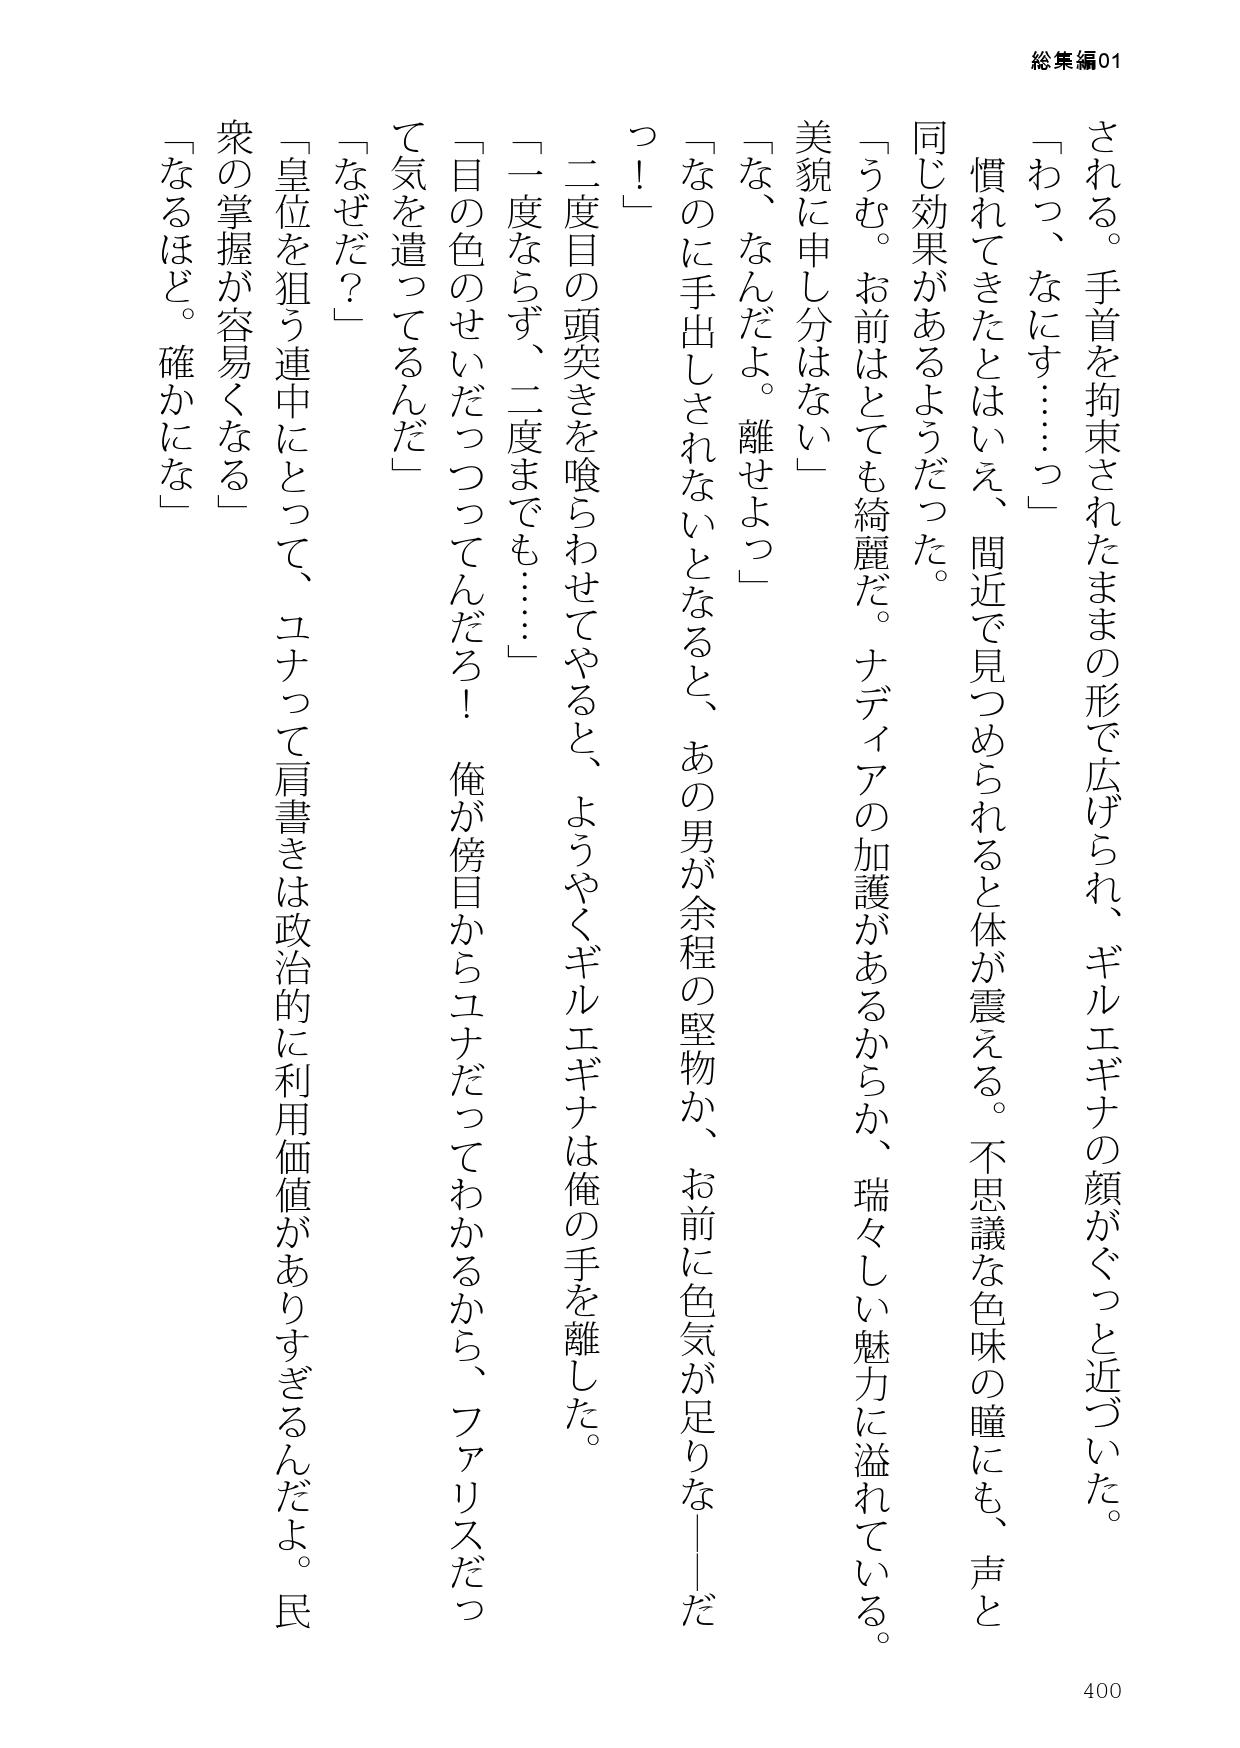 総集編01
される。手首を拘束されたままの形で広げられ、ギルエギナの顔がぐっと近づいた。
「わっ、なにす……っ」
　慣れてきたとはいえ、間近で見つめられると体が震える。不思議な色味の瞳にも、声と
同じ効果があるようだった。
「うむ。お前はとても綺麗だ。ナディアの加護があるからか、瑞々しい魅力に溢れている。
美貌に申し分はない」
「な、なんだよ。離せよっ」
「なのに手出しされないとなると、あの男が余程の堅物か、お前に色気が足りな――だ
っ！」
　二度目の頭突きを喰らわせてやると、ようやくギルエギナは俺の手を離した。
「一度ならず、二度までも……」
「目の色のせいだっつってんだろ！　俺が傍目からユナだってわかるから、ファリスだっ
て気を遣ってるんだ」
「なぜだ？」
「皇位を狙う連中にとって、ユナって肩書きは政治的に利用価値がありすぎるんだよ。民
衆の掌握が容易くなる」
「なるほど。確かにな」
400